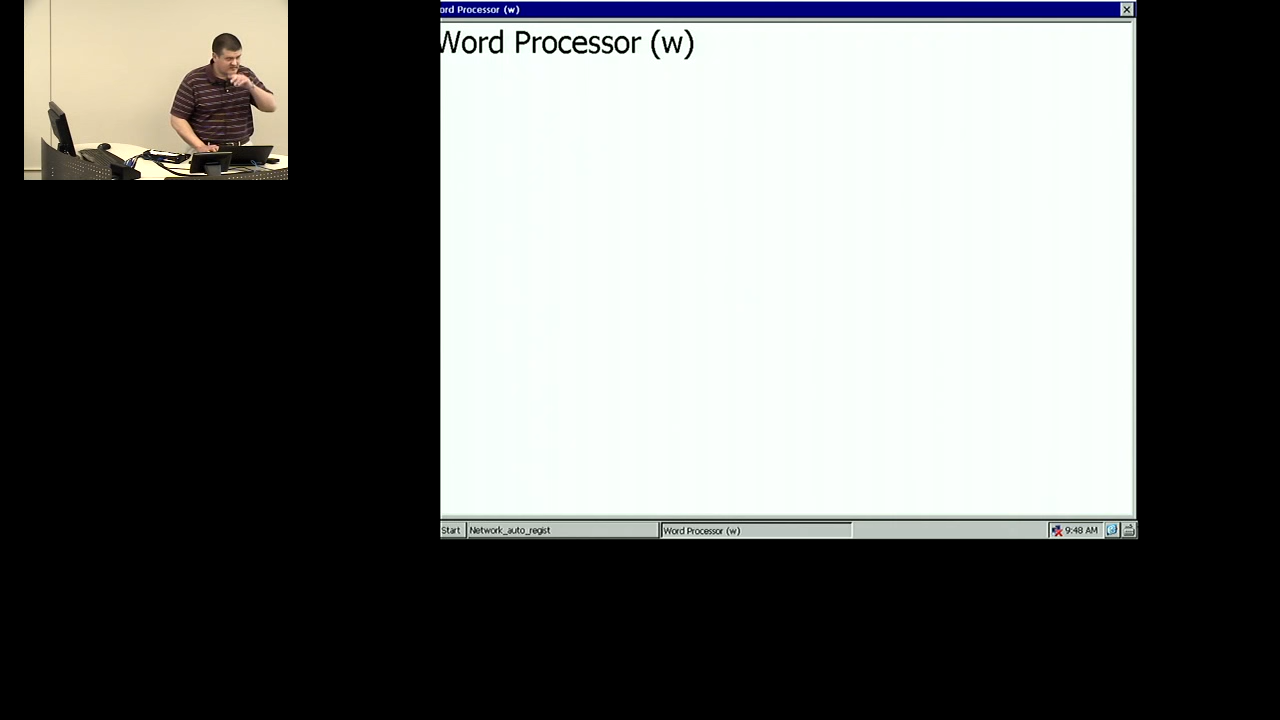 ord Processor (w)
Word Processor (w)
Start
Network_auto_regist
Word Processor (w)
9:48 AM